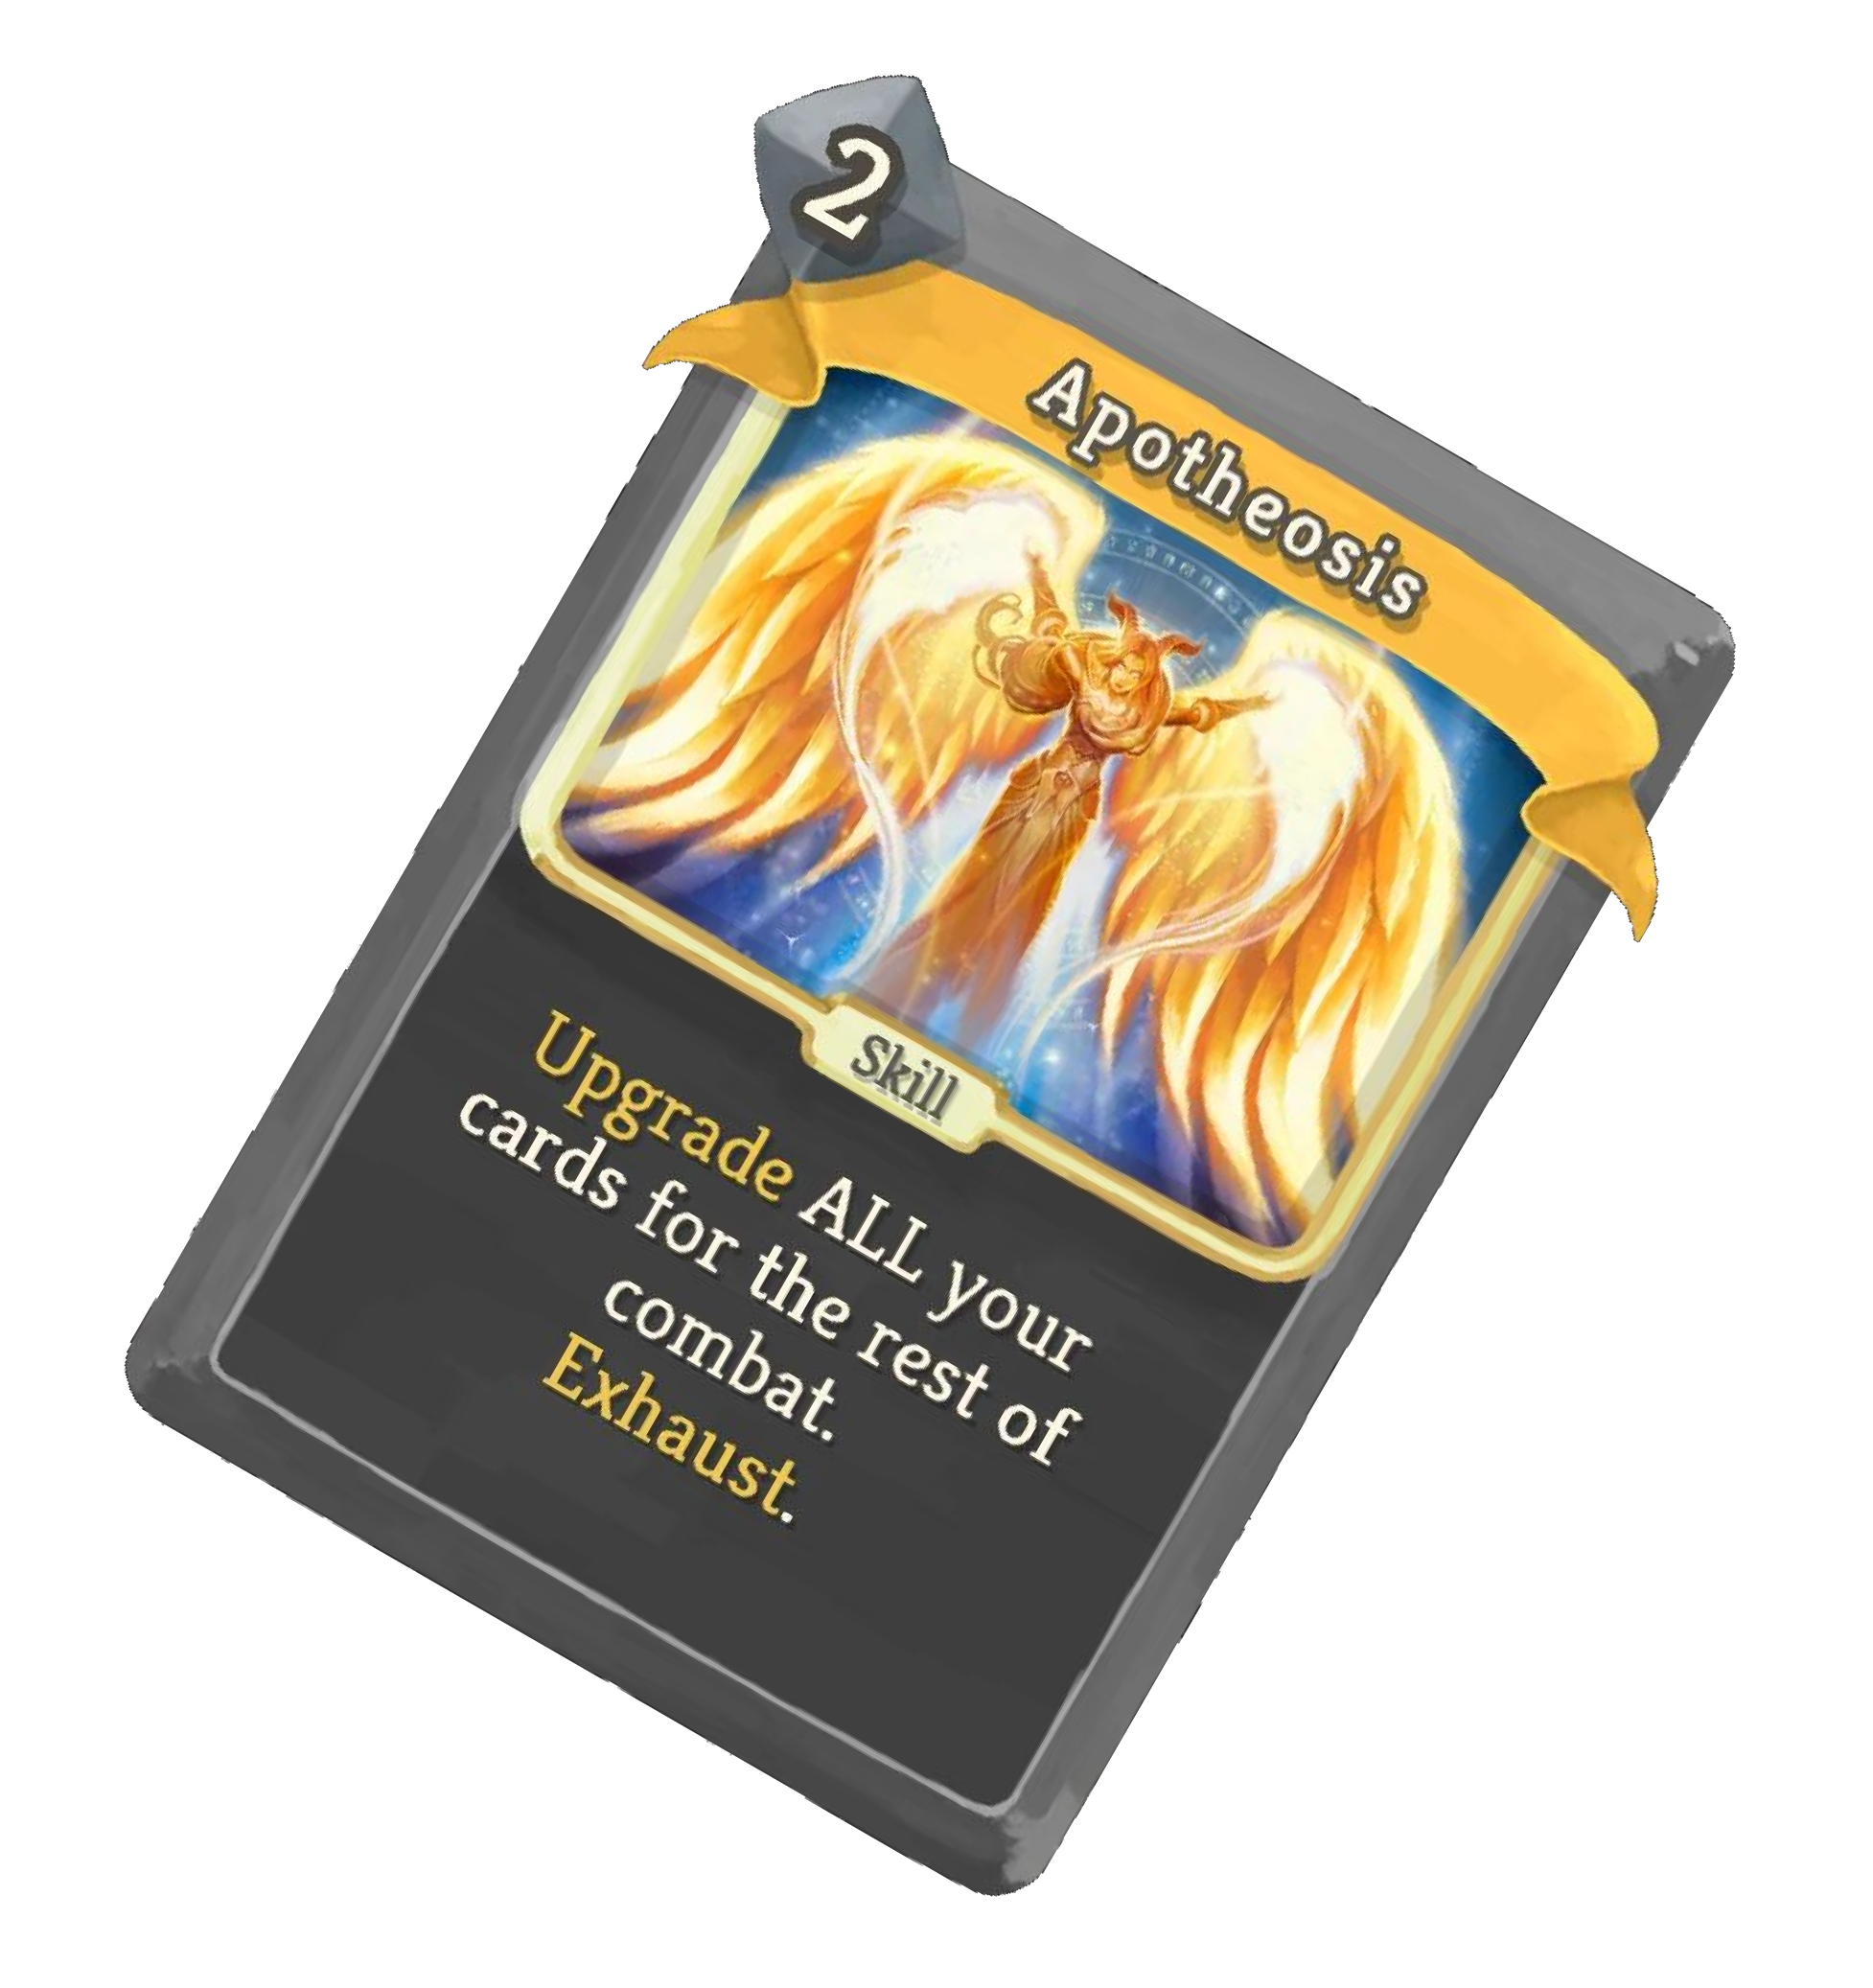 2
Apotheosis
Skill
Upgrade ALL your
cards for the rest of
combat.
Exhaust.